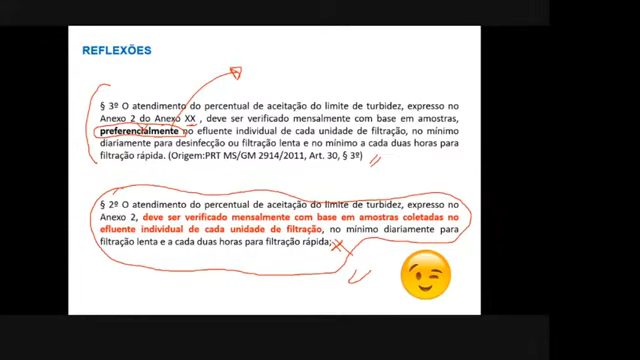 REFLEXÕES
§ 3º O atendimento do percentual de aceitação do limite de turbidez, expresso no
Anexo 2 do Anexo XX , deve ser verificado mensalmente com base em amostras,
preferencialmente no efluente individual de cada unidade de filtração, no mínimo
diariamente para desinfecção ou filtração lenta e no mínimo a cada duas horas para
filtração rápida. (Origem:PRT MS/GM 2914/2011, Art. 30, § 3º)
§ 2º O atendimento do percentual de aceitação do limite de turbidez, expresso no
Anexo 2, deve ser verificado mensalmente com base em amostras coletadas no
efluente individual de cada unidade de filtração, no mínimo diariamente para
filtração lenta e a cada duas horas para filtração rápida;